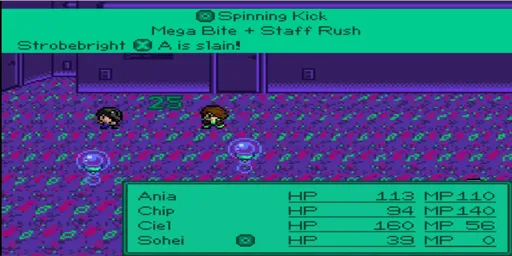 Spinning Kick
Mega Bite + Staff Rush
Strobebright A is slain!
25
Ania HP 113 MP 110
Chip HP 94 MP 140
Ciel HP 160 MP 56
Sohei HP 39 MP 0